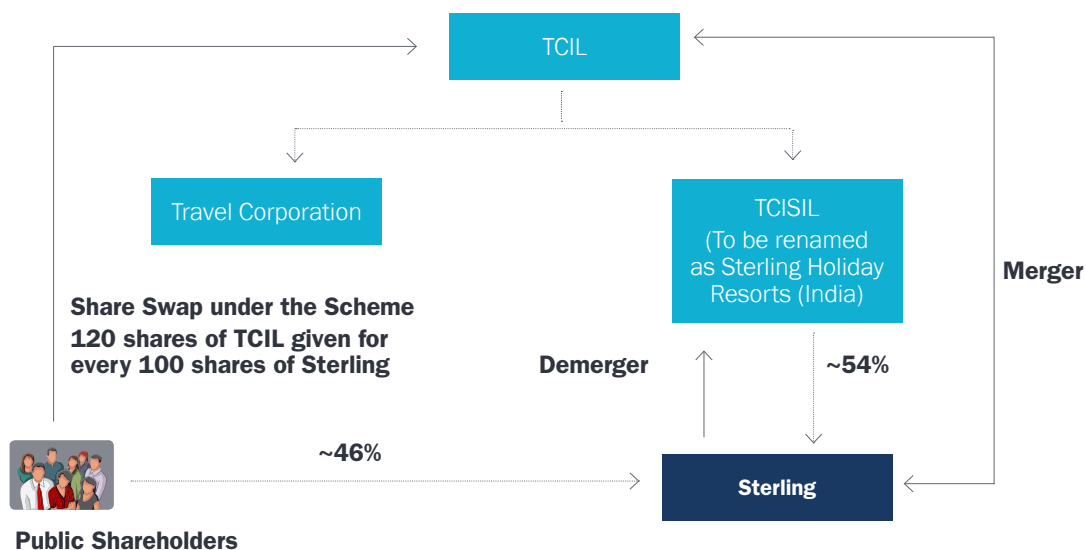 TCIL
Travel Corporation
TCISIL
(To be renamed
as Sterling Holiday
Resorts (India)
Merger
Share Swap under the Scheme
120 shares of TCIL given for
every 100 shares of Sterling
Demerger
~54%
~46%
Sterling
Public Shareholders